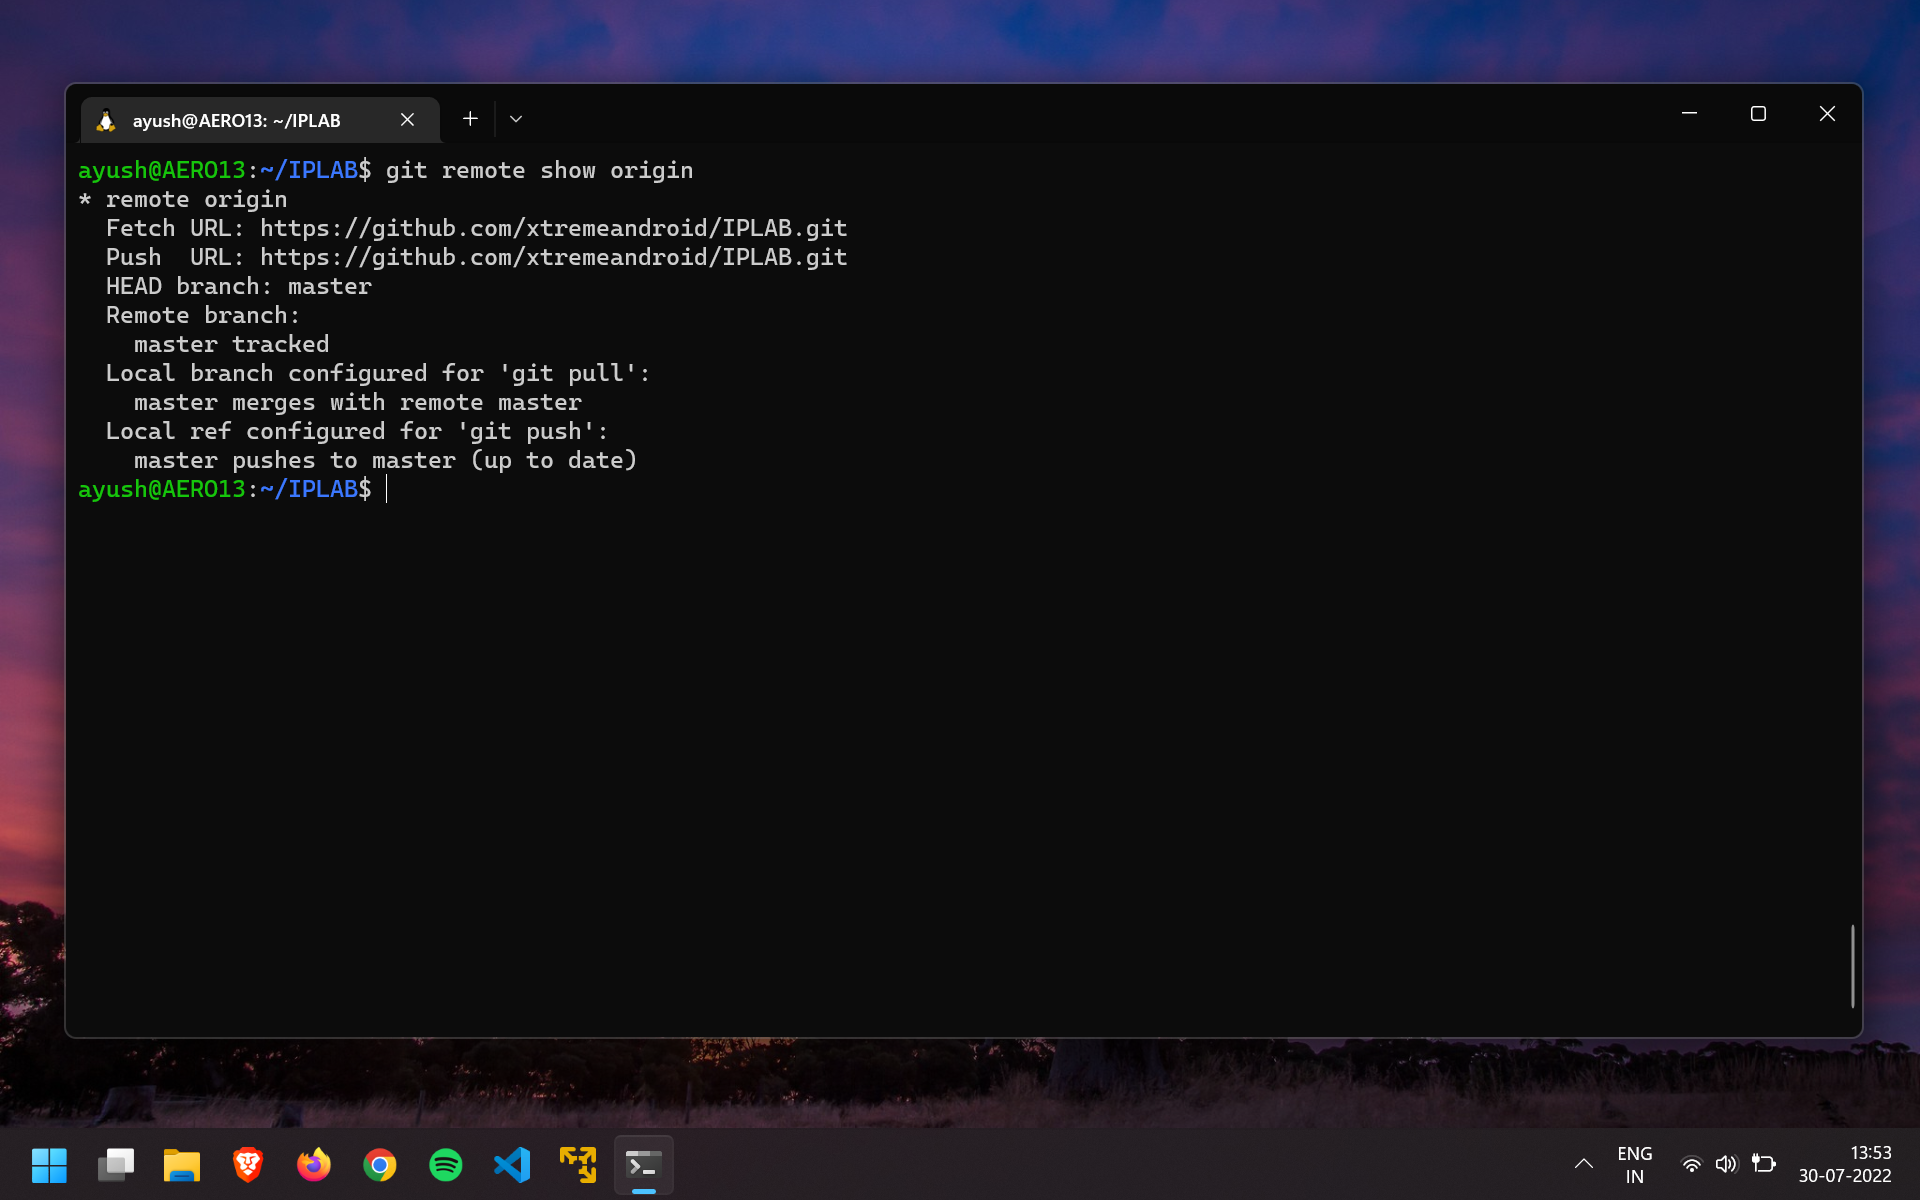 ayush@AERO13: ~/IPLAB
ayush@AERO13:~/IPLAB$ git remote show origin
* remote origin
  Fetch URL: https://github.com/xtremeandroid/IPLAB.git
  Push  URL: https://github.com/xtremeandroid/IPLAB.git
  HEAD branch: master
  Remote branch:
    master tracked
  Local branch configured for 'git pull':
    master merges with remote master
  Local ref configured for 'git push':
    master pushes to master (up to date)
ayush@AERO13:~/IPLAB$
ENG
IN
13:53
30-07-2022